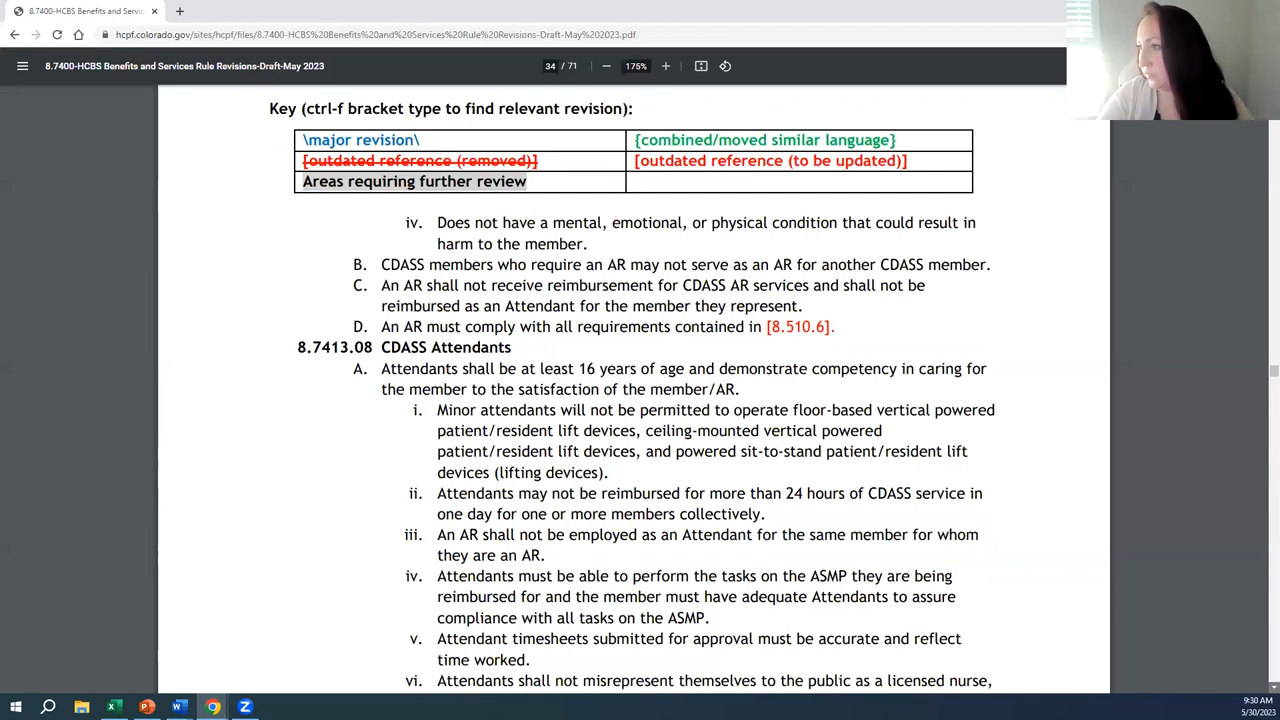 8.7400-HCBS Benefits and Servic
hcpf.colorado.gov/sites/hcpf/files/8.7400-HCBS%20Benefits%20and%20Services%20Rule%20Revisions-Draft-May%202023.pdf
8.7400-HCBS Benefits and Services Rule Revisions-Draft-May 2023
34 / 71
175%
Key (ctrl-f bracket type to find relevant revision):
\major revision\ {combined/moved similar language}
[outdated reference (removed)] [outdated reference (to be updated)]
Areas requiring further review
iv. Does not have a mental, emotional, or physical condition that could result in
harm to the member.
B. CDASS members who require an AR may not serve as an AR for another CDASS member.
C. An AR shall not receive reimbursement for CDASS AR services and shall not be
reimbursed as an Attendant for the member they represent.
D. An AR must comply with all requirements contained in [8.510.6].
8.7413.08 CDASS Attendants
A. Attendants shall be at least 16 years of age and demonstrate competency in caring for
the member to the satisfaction of the member/AR.
i. Minor attendants will not be permitted to operate floor-based vertical powered
patient/resident lift devices, ceiling-mounted vertical powered
patient/resident lift devices, and powered sit-to-stand patient/resident lift
devices (lifting devices).
ii. Attendants may not be reimbursed for more than 24 hours of CDASS service in
one day for one or more members collectively.
iii. An AR shall not be employed as an Attendant for the same member for whom
they are an AR.
iv. Attendants must be able to perform the tasks on the ASMP they are being
reimbursed for and the member must have adequate Attendants to assure
compliance with all tasks on the ASMP.
v. Attendant timesheets submitted for approval must be accurate and reflect
time worked.
vi. Attendants shall not misrepresent themselves to the public as a licensed nurse,
9:30 AM
5/30/2023